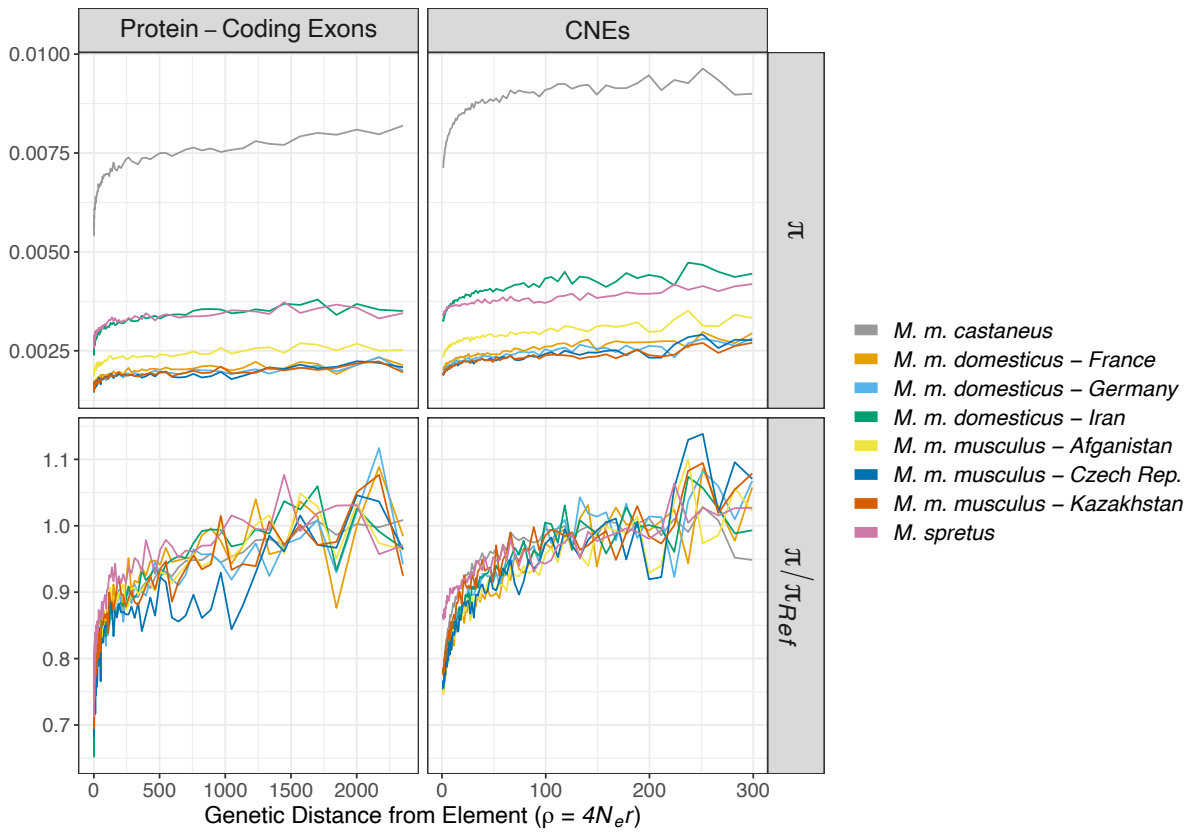 Protein – Coding Exons
CNEs
0.0100
0.0075
0.0050
0.0025
π
1.1
1.0
0.9
0.8
0.7
π/πRef
0 500 1000 1500 2000
0 100 200 300
Genetic Distance from Element (ρ = 4Ner)
M. m. castaneus
M. m. domesticus – France
M. m. domesticus – Germany
M. m. domesticus – Iran
M. m. musculus – Afganistan
M. m. musculus – Czech Rep.
M. m. musculus – Kazakhstan
M. spretus